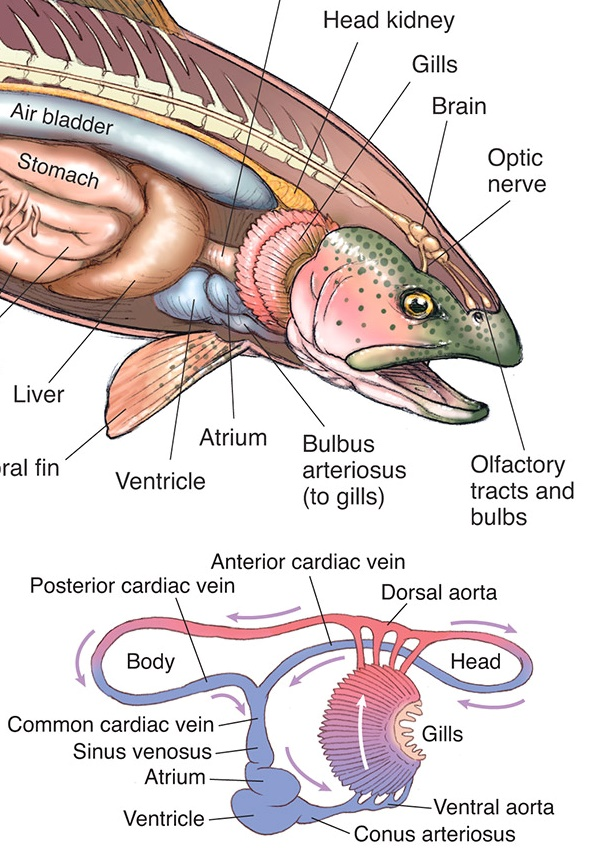 Head kidney
Gills
Brain
Optic
nerve
Air bladder
Stomach
Liver
oral fin
Atrium
Ventricle
Bulbus
arteriosus
(to gills)
Olfactory
tracts and
bulbs
Anterior cardiac vein
Posterior cardiac vein
Dorsal aorta
Body
Head
Common cardiac vein
Sinus venosus
Gills
Atrium
Ventricle
Ventral aorta
Conus arteriosus